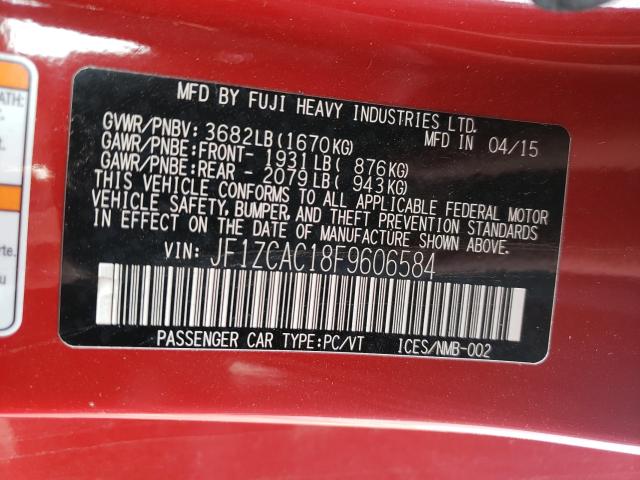 MFD BY FUJI HEAVY INDUSTRIES LTD.
GVWR/PNBV: 3682LB(1670KG) MFD IN 04/15
GAWR/PNBE:FRONT- 1931LB( 876KG)
GAWR/PNBE:REAR - 2079LB( 943KG)
THIS VEHICLE CONFORMS TO ALL APPLICABLE FEDERAL MOTOR
VEHICLE SAFETY, BUMPER, AND THEFT PREVENTION STANDARDS
IN EFFECT ON THE DATE OF MANUFACTURE SHOWN ABOVE.
VIN: JF1ZCAC18F9606584
PASSENGER CAR TYPE:PC/VT ICES/NMB-002